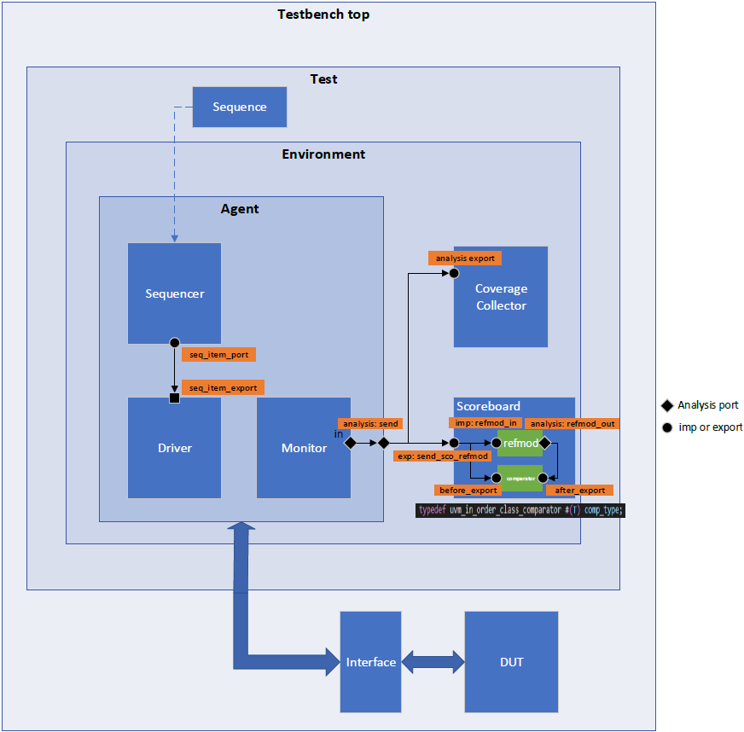 Testbench top
Test
Sequence
Environment
Agent
Sequencer
analysis export
Coverage
Collector
seq_item_port
seq_item_export
Driver
Monitor
in
analysis: send
Scoreboard
imp: refmod_in
analysis: refmod_out
refmod
exp: send_sco_refmod
comparator
before_export
after_export
typedef uvm_in_order_class_comparator #(T) comp_type;
Analysis port
imp or export
Interface
DUT